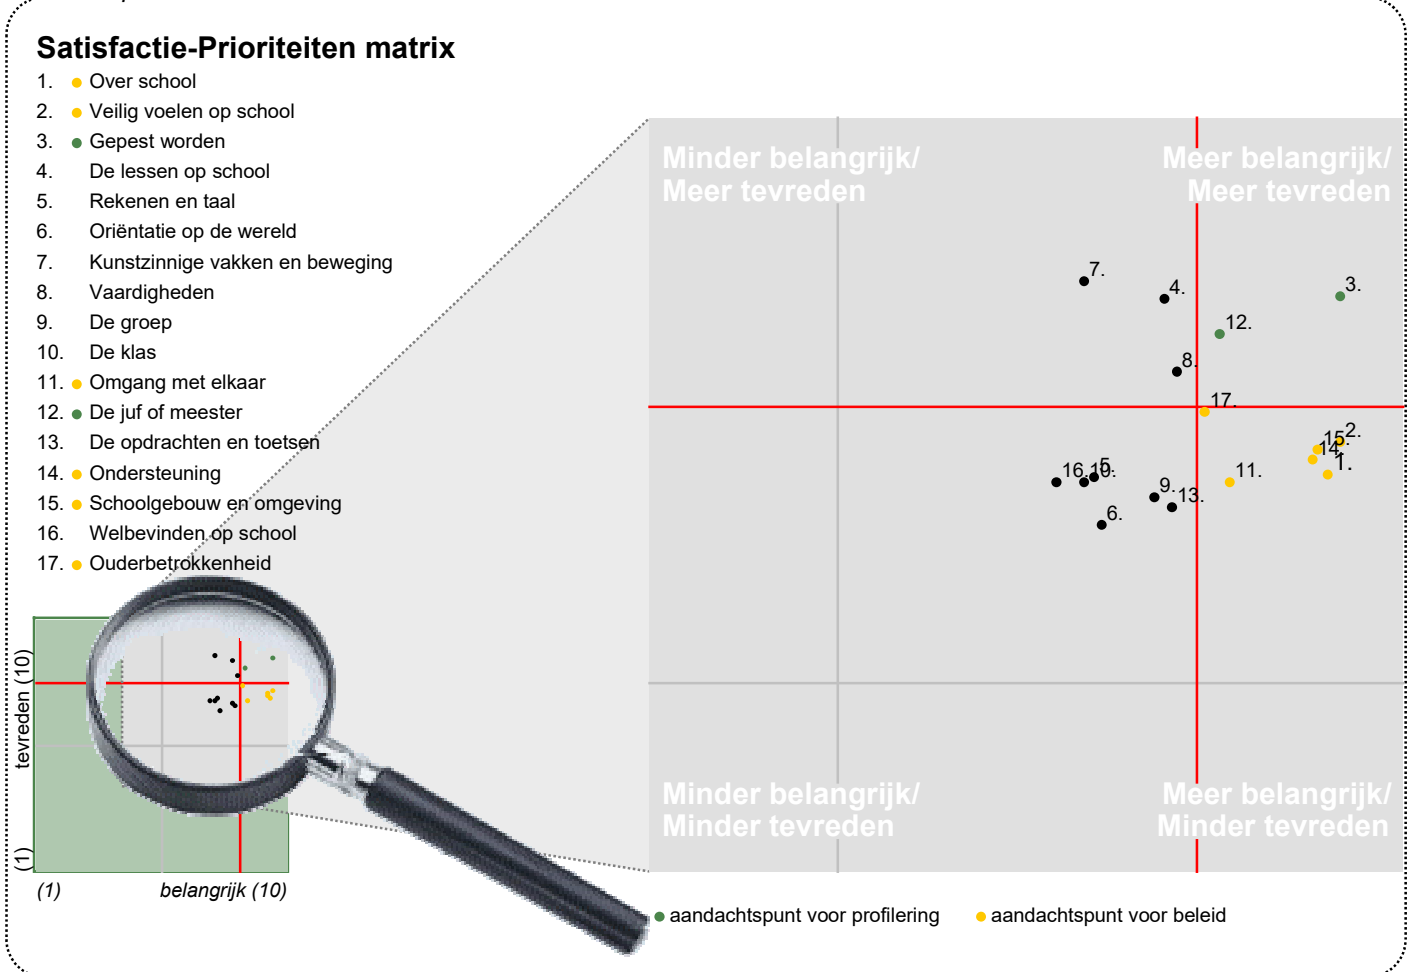 Satisfactie-Prioriteiten matrix
1. Over school
2. Veilig voelen op school
3. Gepest worden
4. De lessen op school
5. Rekenen en taal
6. Oriëntatie op de wereld
7. Kunstzinnige vakken en beweging
8. Vaardigheden
9. De groep
10. De klas
11. Omgang met elkaar
12. De juf of meester
13. De opdrachten en toetsen
14. Ondersteuning
15. Schoolgebouw en omgeving
16. Welbevinden op school
17. Ouderbetrokkenheid
Minder belangrijk/
Meer tevreden
Meer belangrijk/
Meer tevreden
7.
4.
3.
12.
8.
17.
15.
2.
14.
1.
16.
10.
5.
11.
9.
13.
6.
Minder belangrijk/
Minder tevreden
Meer belangrijk/
Minder tevreden
tevreden (10)
(1)
(1)
belangrijk (10)
aandachtspunt voor profilering
aandachtspunt voor beleid